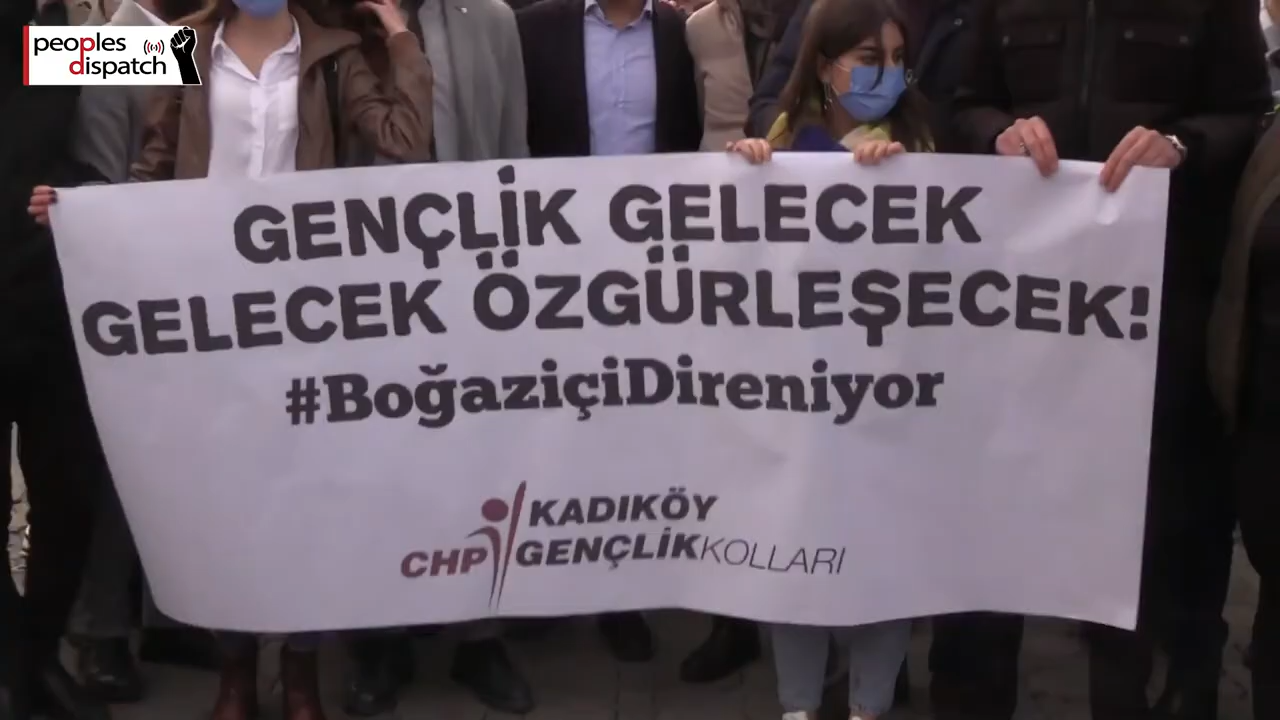 peoples
dispatch
GENÇLİK GELECEK
GELECEK ÖZGÜRLEŞECEK!
#BoğaziçiDireniyor
CHP KADIKÖY
GENÇLİKKOLLARI